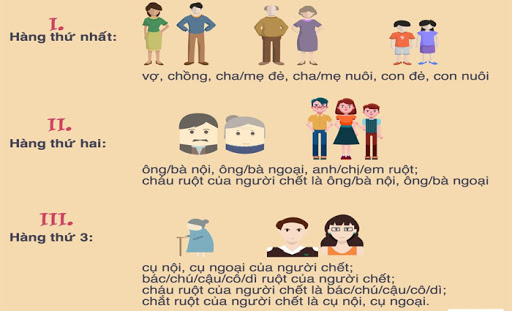 I.
Hàng thứ nhất:
vợ, chồng, cha/mẹ đẻ, cha/mẹ nuôi, con đẻ, con nuôi
II.
Hàng thứ hai:
ông/bà nội, ông/bà ngoại, anh/chị/em ruột;
cháu ruột của người chết là ông/bà nội, ông/bà ngoại
III.
Hàng thứ 3:
cụ nội, cụ ngoại của người chết;
bác/chú/cậu/cô/dì ruột của người chết;
cháu ruột của người chết là bác/chú/cậu/cô/dì;
chắt ruột của người chết là cụ nội, cụ ngoại.